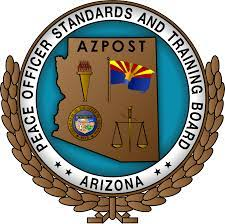 PEACE OFFICER STANDARDS AND TRAINING BOARD
AZPOST
ARIZONA